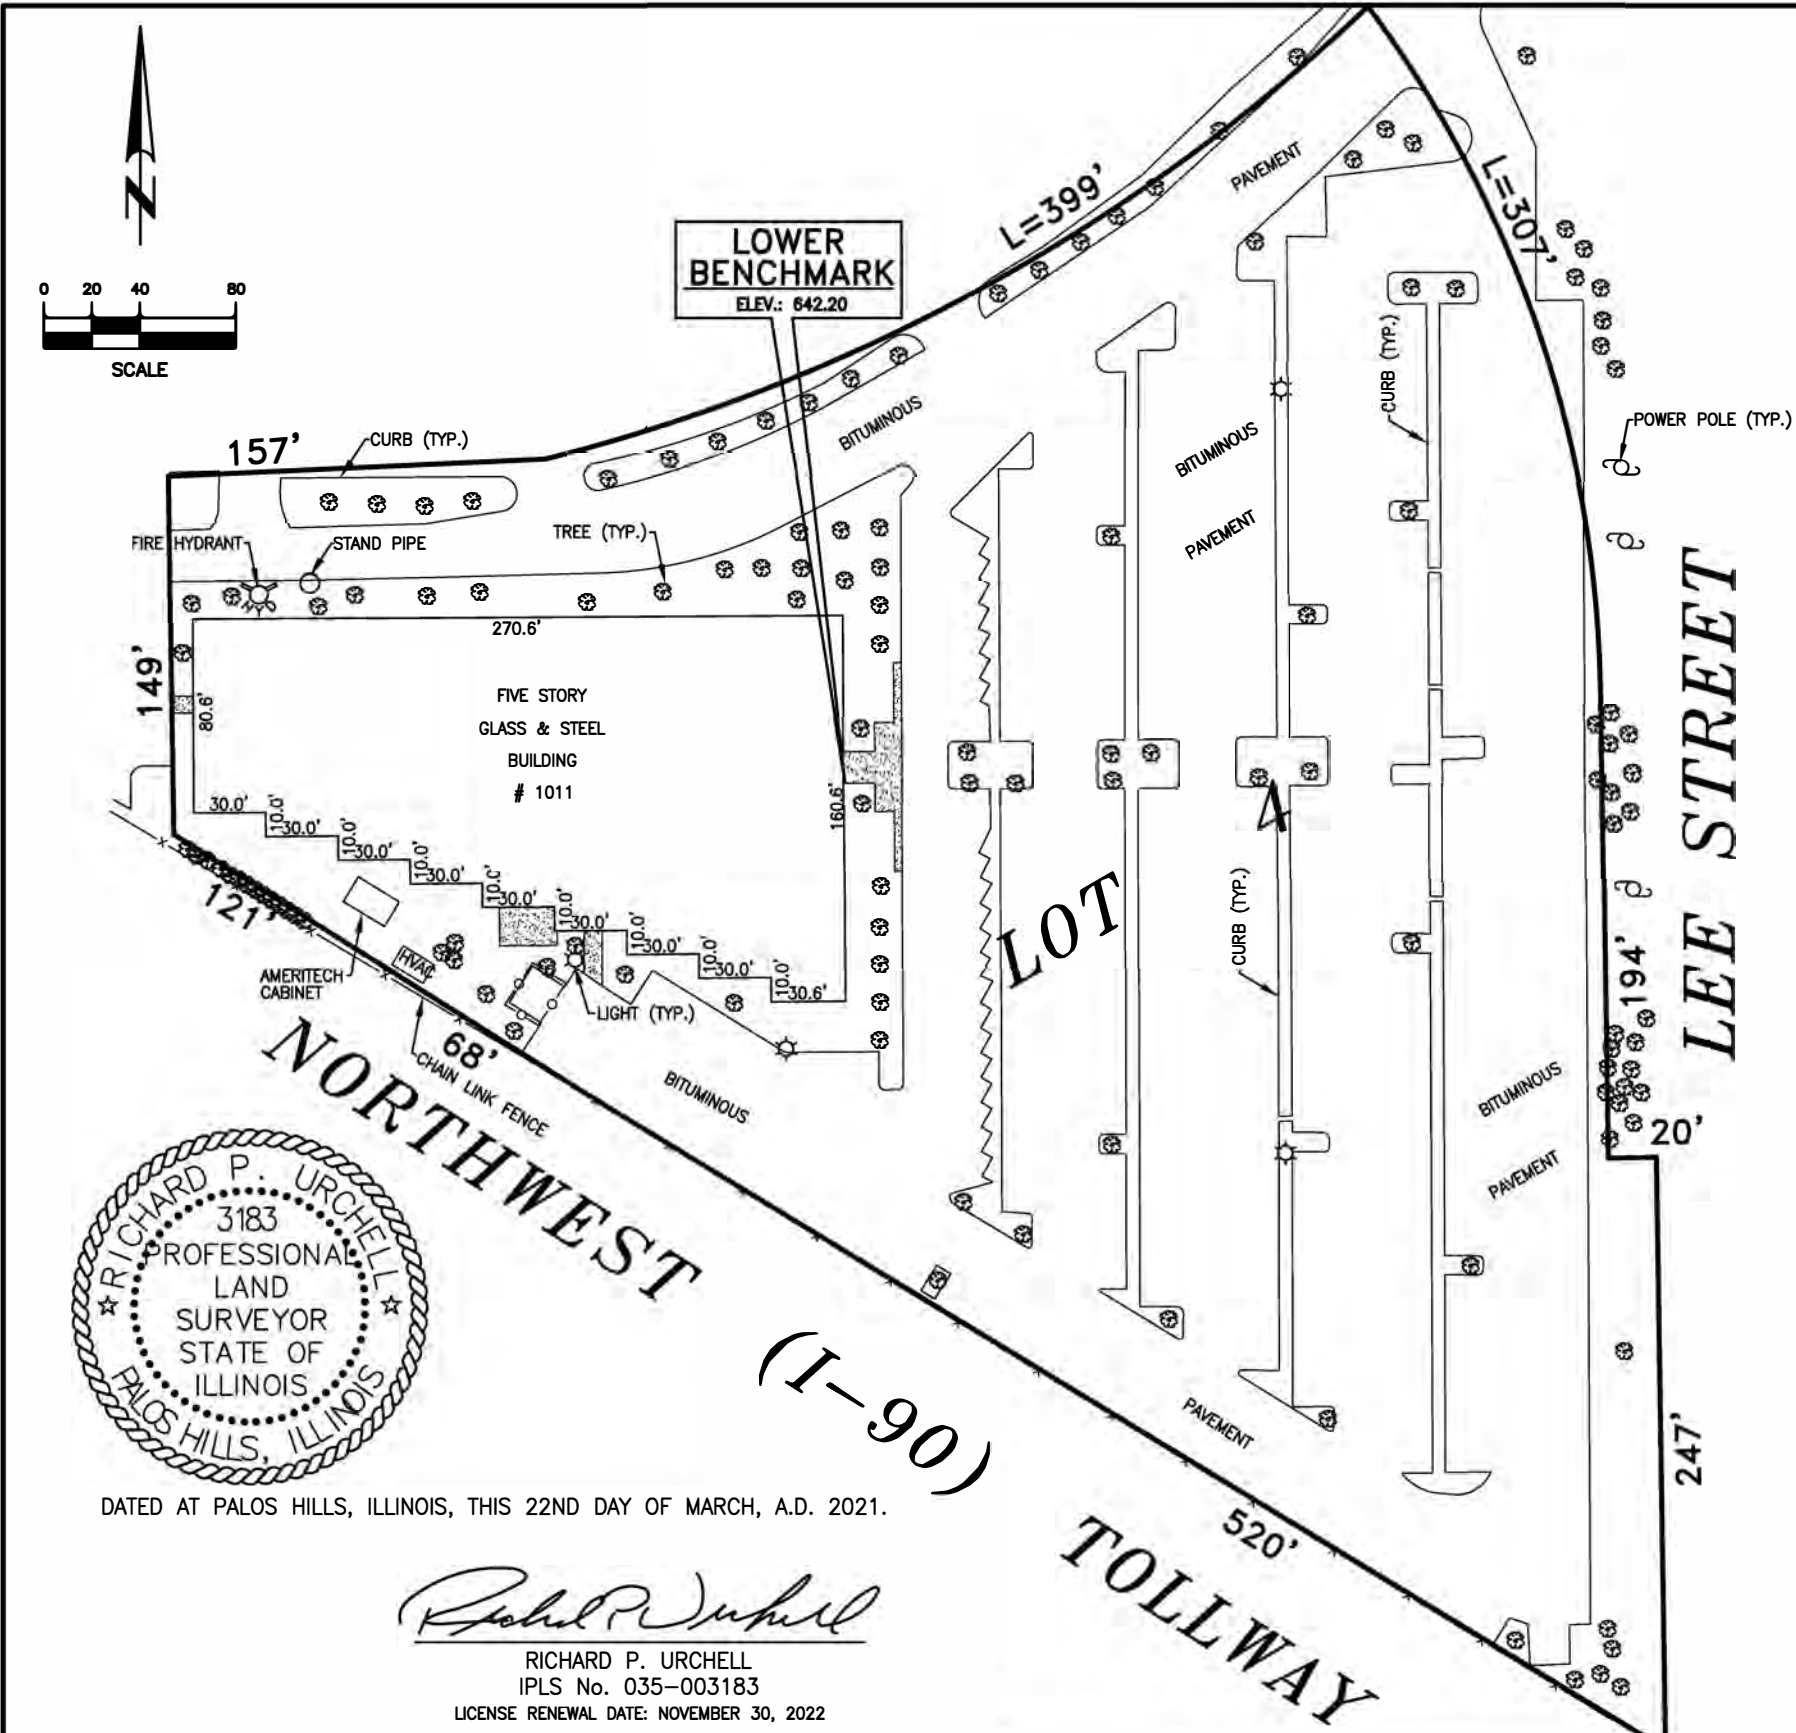 N
0 20 40 80
SCALE
LOWER
BENCHMARK
ELEV.: 642.20
L=399'
PAVEMENT
L=307'
CURB (TYP.)
POWER POLE (TYP.)
157'
CURB (TYP.)
BITUMINOUS
BITUMINOUS
PAVEMENT
FIRE HYDRANT
STAND PIPE
TREE (TYP.)
270.6'
149'
80.6'
FIVE STORY
GLASS & STEEL
BUILDING
# 1011
160.6'
30.0'
10.0'
30.0'
10.0'
30.0'
10.0'
30.0'
10.0'
30.0'
10.0'
30.0'
10.0'
30.0'
10.0'
30.0'
10.0'
30.6'
121'
AMERITECH
CABINET
HVAC
LIGHT (TYP.)
68'
CHAIN LINK FENCE
BITUMINOUS
LOT 4
CURB (TYP.)
LEE STREET
194'
20'
BITUMINOUS
PAVEMENT
247'
NORTHWEST
(I-90)
TOLLWAY
PAVEMENT
520'
RICHARD P. URCHELL
3183
PROFESSIONAL
LAND
SURVEYOR
STATE OF
ILLINOIS
PALOS HILLS, ILLINOIS
DATED AT PALOS HILLS, ILLINOIS, THIS 22ND DAY OF MARCH, A.D. 2021.
Richard P. Urchell
RICHARD P. URCHELL
IPLS No. 035-003183
LICENSE RENEWAL DATE: NOVEMBER 30, 2022